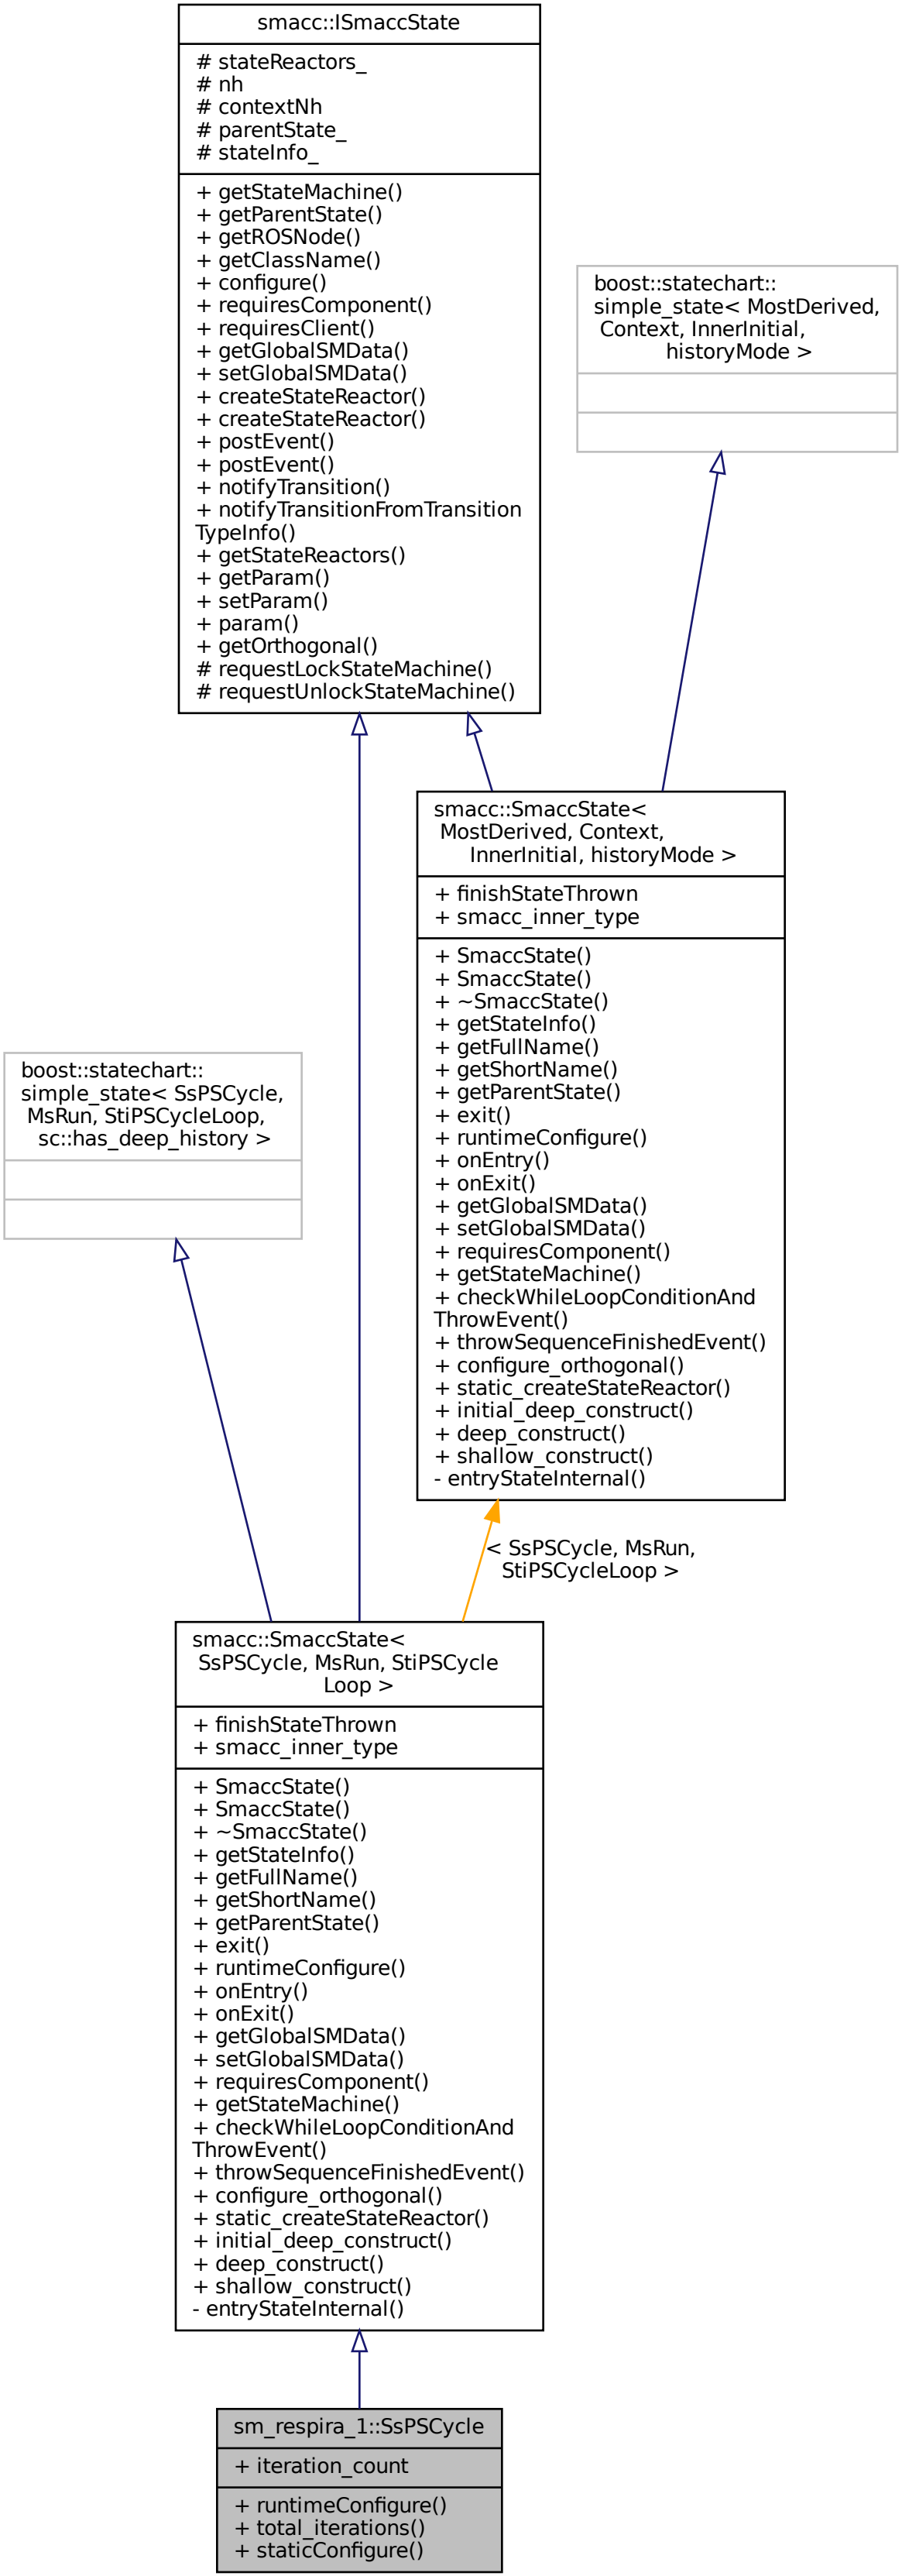 smacc::ISmaccState
# stateReactors_
# nh
# contextNh
# parentState_
# stateInfo_
+ getStateMachine()
+ getParentState()
+ getROSNode()
+ getClassName()
+ configure()
+ requiresComponent()
+ requiresClient()
+ getGlobalSMData()
+ setGlobalSMData()
+ createStateReactor()
+ createStateReactor()
+ postEvent()
+ postEvent()
+ notifyTransition()
+ notifyTransitionFromTransition
TypeInfo()
+ getStateReactors()
+ getParam()
+ setParam()
+ param()
+ getOrthogonal()
# requestLockStateMachine()
# requestUnlockStateMachine()
boost::statechart::
simple_state< MostDerived,
Context, InnerInitial,
historyMode >
smacc::SmaccState<
MostDerived, Context,
InnerInitial, historyMode >
+ finishStateThrown
+ smacc_inner_type
+ SmaccState()
+ SmaccState()
+ ~SmaccState()
+ getStateInfo()
+ getFullName()
+ getShortName()
+ getParentState()
+ exit()
+ runtimeConfigure()
+ onEntry()
+ onExit()
+ getGlobalSMData()
+ setGlobalSMData()
+ requiresComponent()
+ getStateMachine()
+ checkWhileLoopConditionAnd
ThrowEvent()
+ throwSequenceFinishedEvent()
+ configure_orthogonal()
+ static_createStateReactor()
+ initial_deep_construct()
+ deep_construct()
+ shallow_construct()
- entryStateInternal()
boost::statechart::
simple_state< SsPSCycle,
MsRun, StiPSCycleLoop,
sc::has_deep_history >
< SsPSCycle, MsRun,
StiPSCycleLoop >
smacc::SmaccState<
SsPSCycle, MsRun, StiPSCycle
Loop >
+ finishStateThrown
+ smacc_inner_type
+ SmaccState()
+ SmaccState()
+ ~SmaccState()
+ getStateInfo()
+ getFullName()
+ getShortName()
+ getParentState()
+ exit()
+ runtimeConfigure()
+ onEntry()
+ onExit()
+ getGlobalSMData()
+ setGlobalSMData()
+ requiresComponent()
+ getStateMachine()
+ checkWhileLoopConditionAnd
ThrowEvent()
+ throwSequenceFinishedEvent()
+ configure_orthogonal()
+ static_createStateReactor()
+ initial_deep_construct()
+ deep_construct()
+ shallow_construct()
- entryStateInternal()
sm_respira_1::SsPSCycle
+ iteration_count
+ runtimeConfigure()
+ total_iterations()
+ staticConfigure()